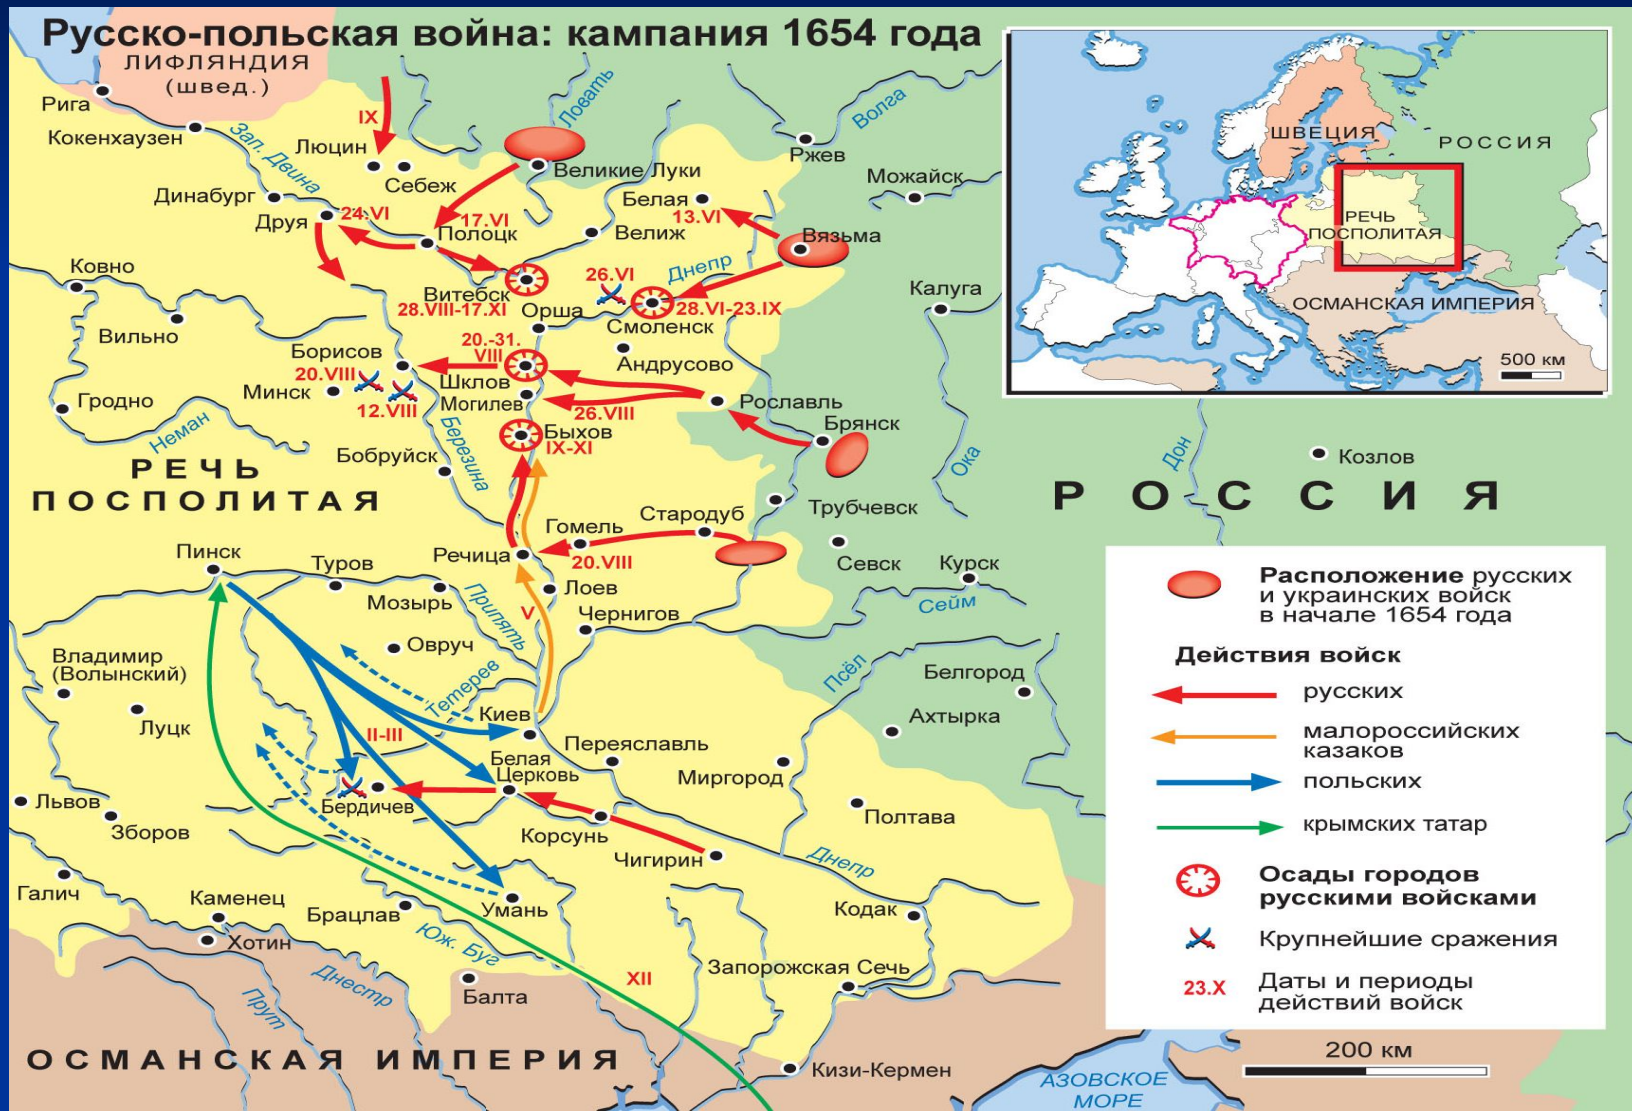 Русско-польская война: кампания 1654 года
ЛИФЛЯНДИЯ
(швед.)
Рига
Кокенхаузен
Зап. Двина
IX
Люцин
Себеж
Ловать
Великие Луки
Волга
Ржев
Можайск
Динабург
Друя
24.VI
17.VI
Полоцк
Белая
13.VI
Велиж
Вязьма
Ковно
Вильно
Витебск
28.VIII-17.XI
26.VI
Днепр
28.VI-23.IX
Смоленск
Орша
Андрусово
Калуга
Борисов
20.VIII
Минск
12.VIII
20.-31.
VIII
Шклов
Могилев
26.VIII
Рославль
Брянск
Гродно
Неман
Березина
Быхов
IX-XI
Бобруйск
Ока
Дон
Козлов
РЕЧЬ
ПОСПОЛИТАЯ
РОССИЯ
Трубчевск
Стародуб
Гомель
20.VIII
Речица
Севск
Курск
Сейм
Пинск
Туров
Мозырь
Припять
Лоев
V
Чернигов
Овруч
Владимир
(Волынский)
Луцк
Тетерев
Киев
II-III
Псёл
Белгород
Ахтырка
Переяславль
Миргород
Белая
Церковь
Бердичев
Львов
Зборов
Корсунь
Полтава
Чигирин
Днепр
Галич
Каменец
Брацлав
Умань
Кодак
Хотин
Юж. Буг
Днестр
Прут
Балта
XII
Запорожская Сечь
ОСМАНСКАЯ ИМПЕРИЯ
Кизи-Кермен
АЗОВСКОЕ
МОРЕ
ШВЕЦИЯ
РОССИЯ
РЕЧЬ
ПОСПОЛИТАЯ
ОСМАНСКАЯ ИМПЕРИЯ
500 км
Расположение русских
и украинских войск
в начале 1654 года
Действия войск
русских
малороссийских
казаков
польских
крымских татар
Осады городов
русскими войсками
Крупнейшие сражения
23.X Даты и периоды
действий войск
200 км